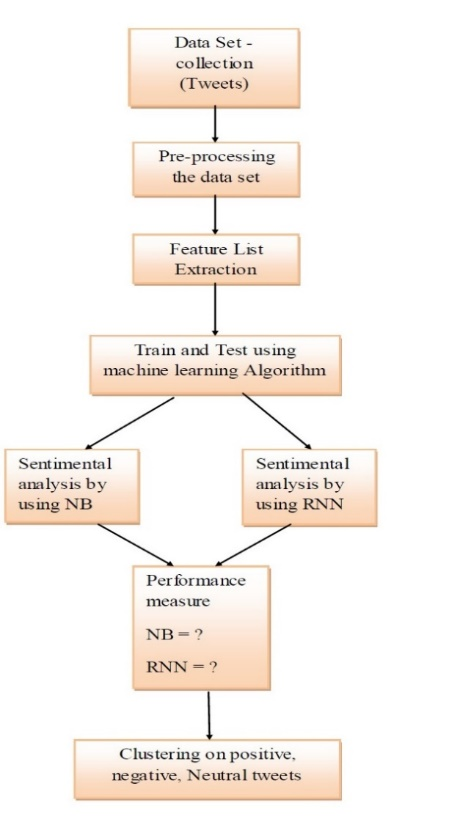 Data Set -
collection
(Tweets)
Pre-processing
the data set
Feature List
Extraction
Train and Test using
machine learning Algorithm
Sentimental
analysis by
using NB
Sentimental
analysis by
using RNN
Performance
measure
NB = ?
RNN = ?
Clustering on positive,
negative, Neutral tweets